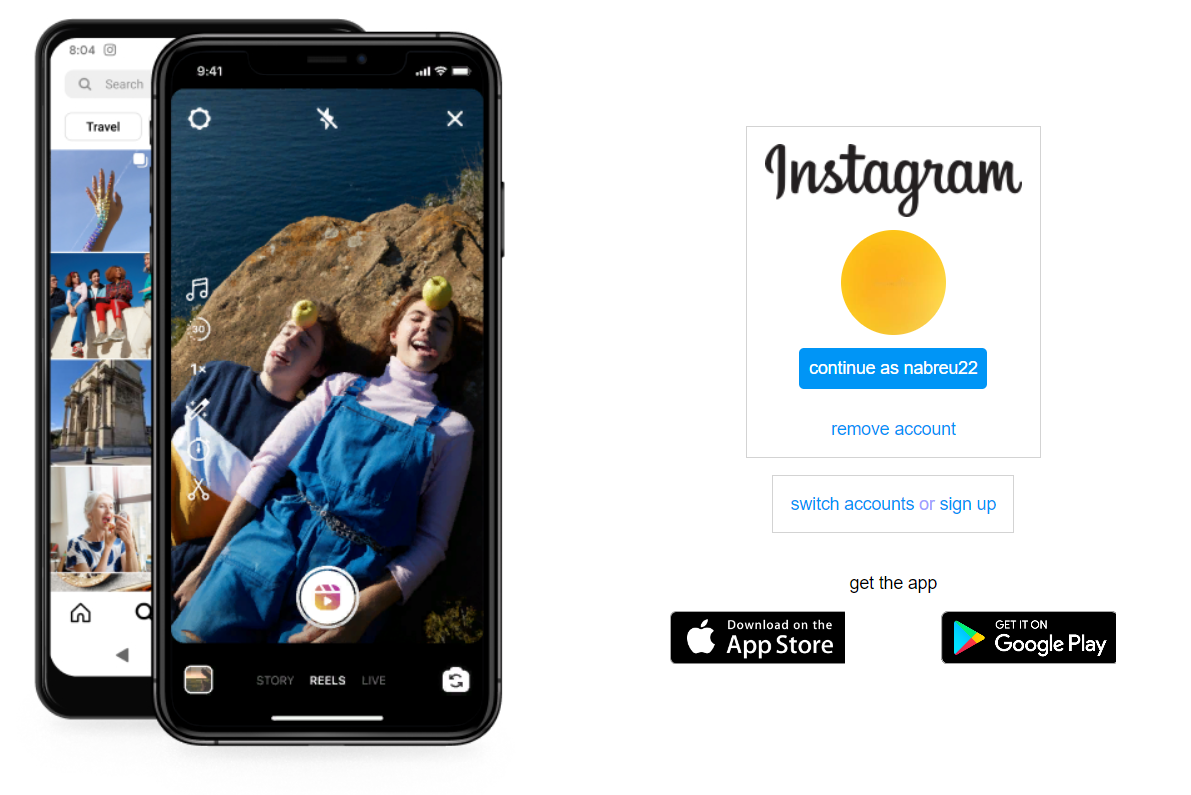 8:04
Search
Travel
9:41
30
1×
STORY REELS LIVE
Instagram
continue as nabreu22
remove account
switch accounts or sign up
get the app
Download on the
App Store
GET IT ON
Google Play